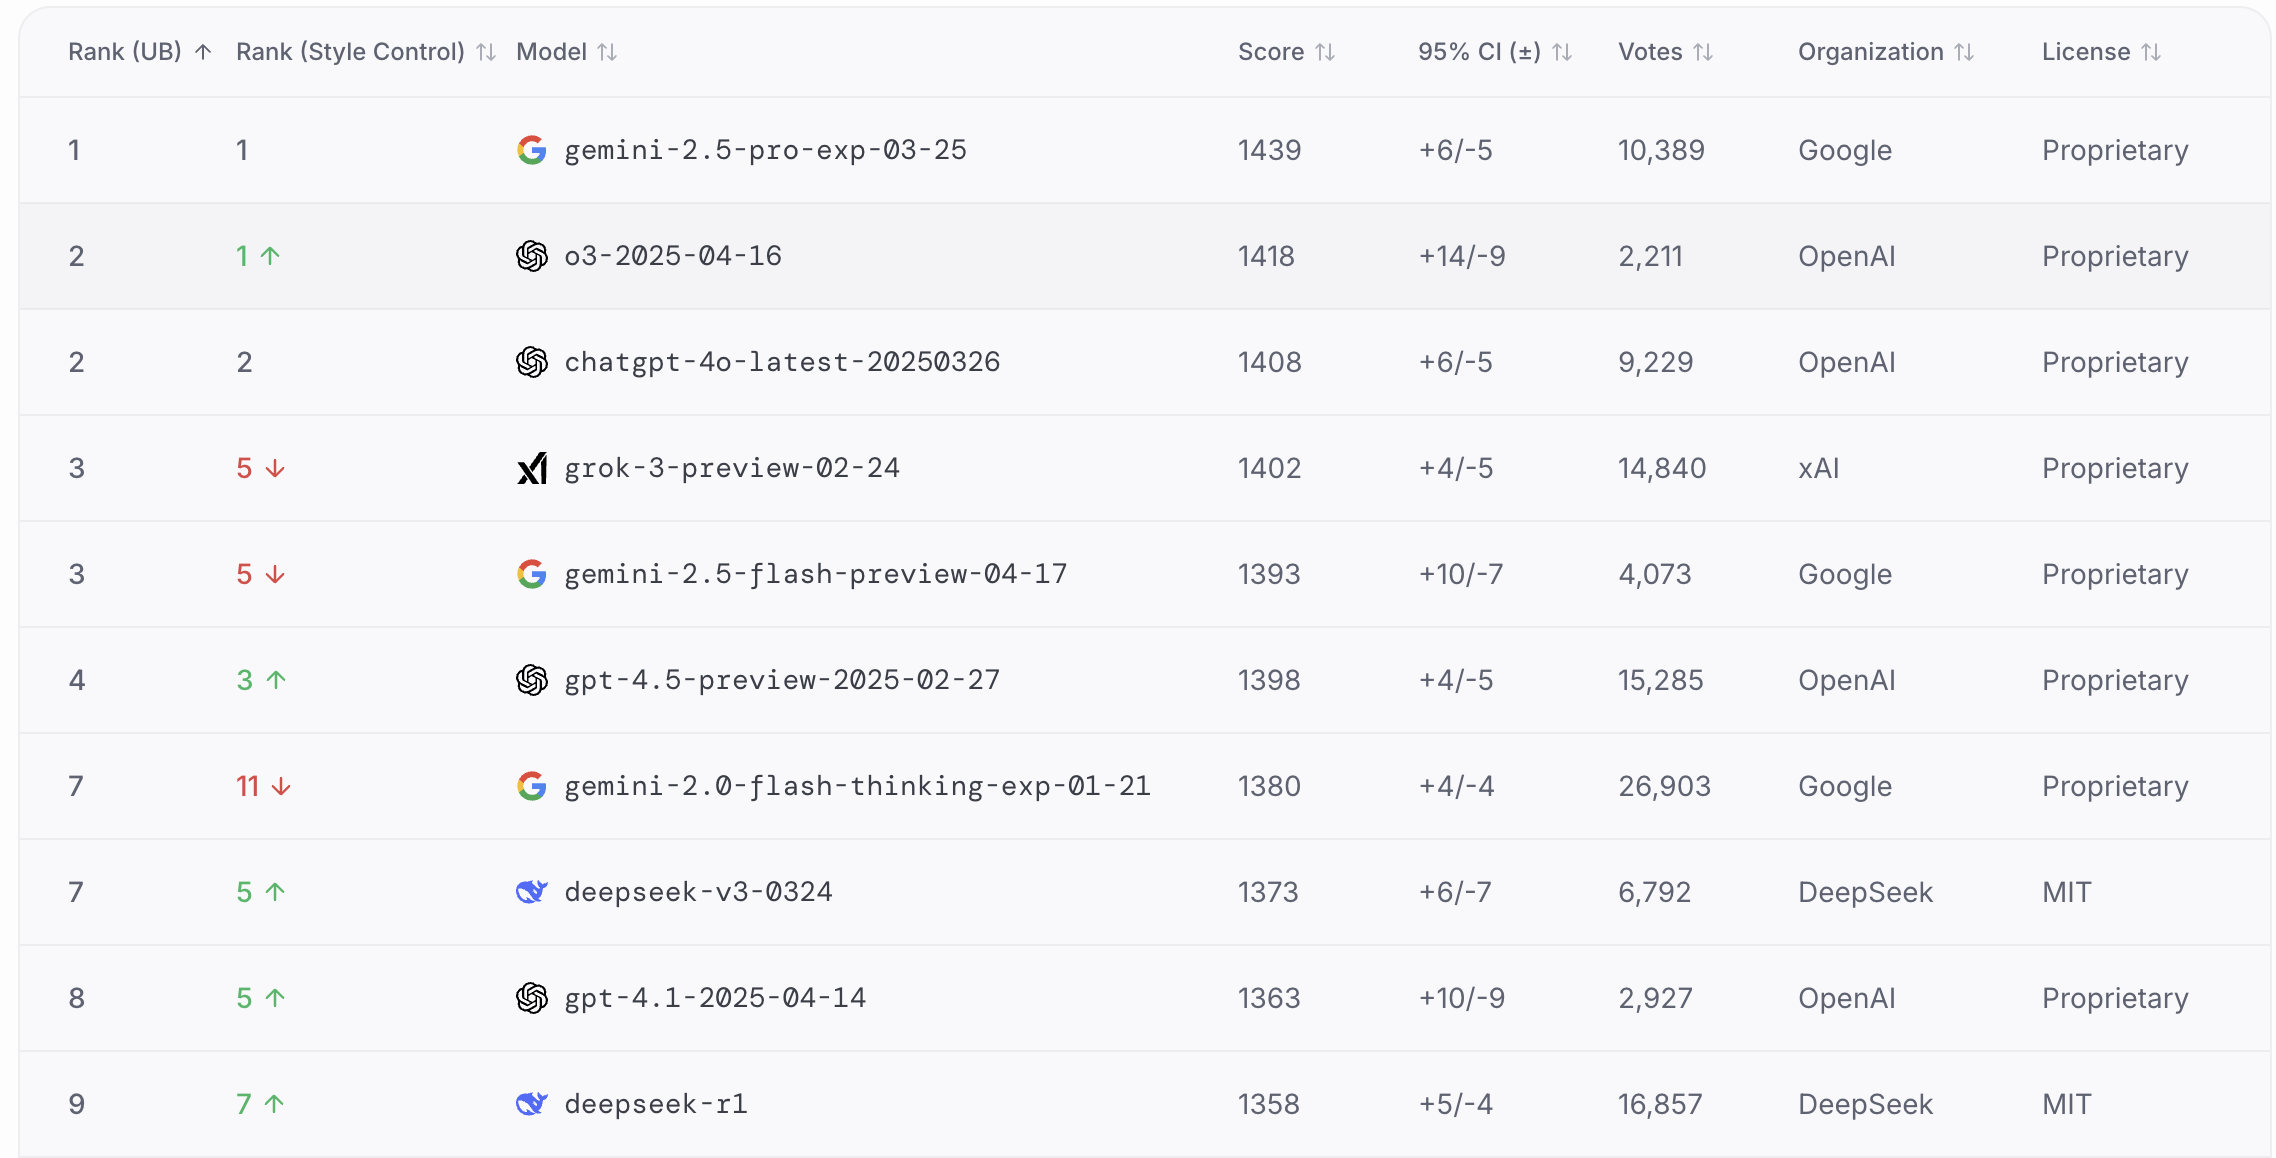 Rank (UB) ↑ Rank (Style Control) ↑↓ Model ↑↓ Score ↑↓ 95% CI (±) ↑↓ Votes ↑↓ Organization ↑↓ License ↑↓
1 1 gemini-2.5-pro-exp-03-25 1439 +6/-5 10,389 Google Proprietary
2 1 ↑ o3-2025-04-16 1418 +14/-9 2,211 OpenAI Proprietary
2 2 chatgpt-4o-latest-20250326 1408 +6/-5 9,229 OpenAI Proprietary
3 5 ↓ grok-3-preview-02-24 1402 +4/-5 14,840 xAI Proprietary
3 5 ↓ gemini-2.5-flash-preview-04-17 1393 +10/-7 4,073 Google Proprietary
4 3 ↑ gpt-4.5-preview-2025-02-27 1398 +4/-5 15,285 OpenAI Proprietary
7 11 ↓ gemini-2.0-flash-thinking-exp-01-21 1380 +4/-4 26,903 Google Proprietary
7 5 ↑ deepseek-v3-0324 1373 +6/-7 6,792 DeepSeek MIT
8 5 ↑ gpt-4.1-2025-04-14 1363 +10/-9 2,927 OpenAI Proprietary
9 7 ↑ deepseek-r1 1358 +5/-4 16,857 DeepSeek MIT